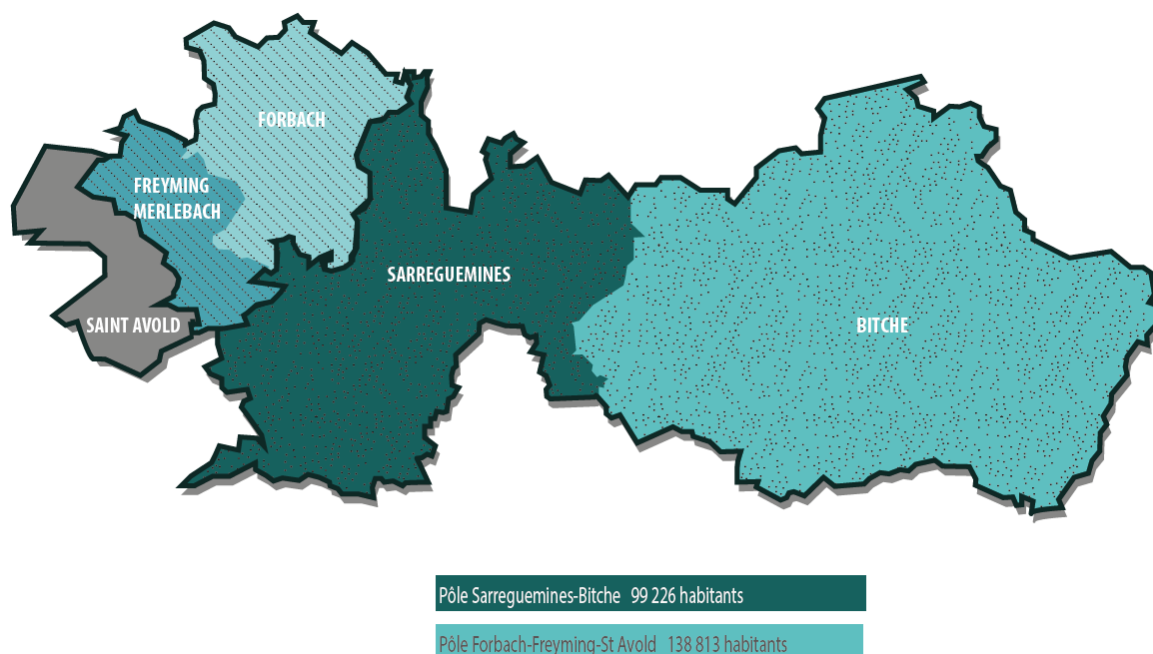 FORBACH
FREYMING
MERLEBACH
SARREGUEMINES
SAINT AVOLD
BITCHE
Pôle Sarreguemines-Bitche 99 226 habitants
Pôle Forbach-Freyming-St Avold 138 813 habitants